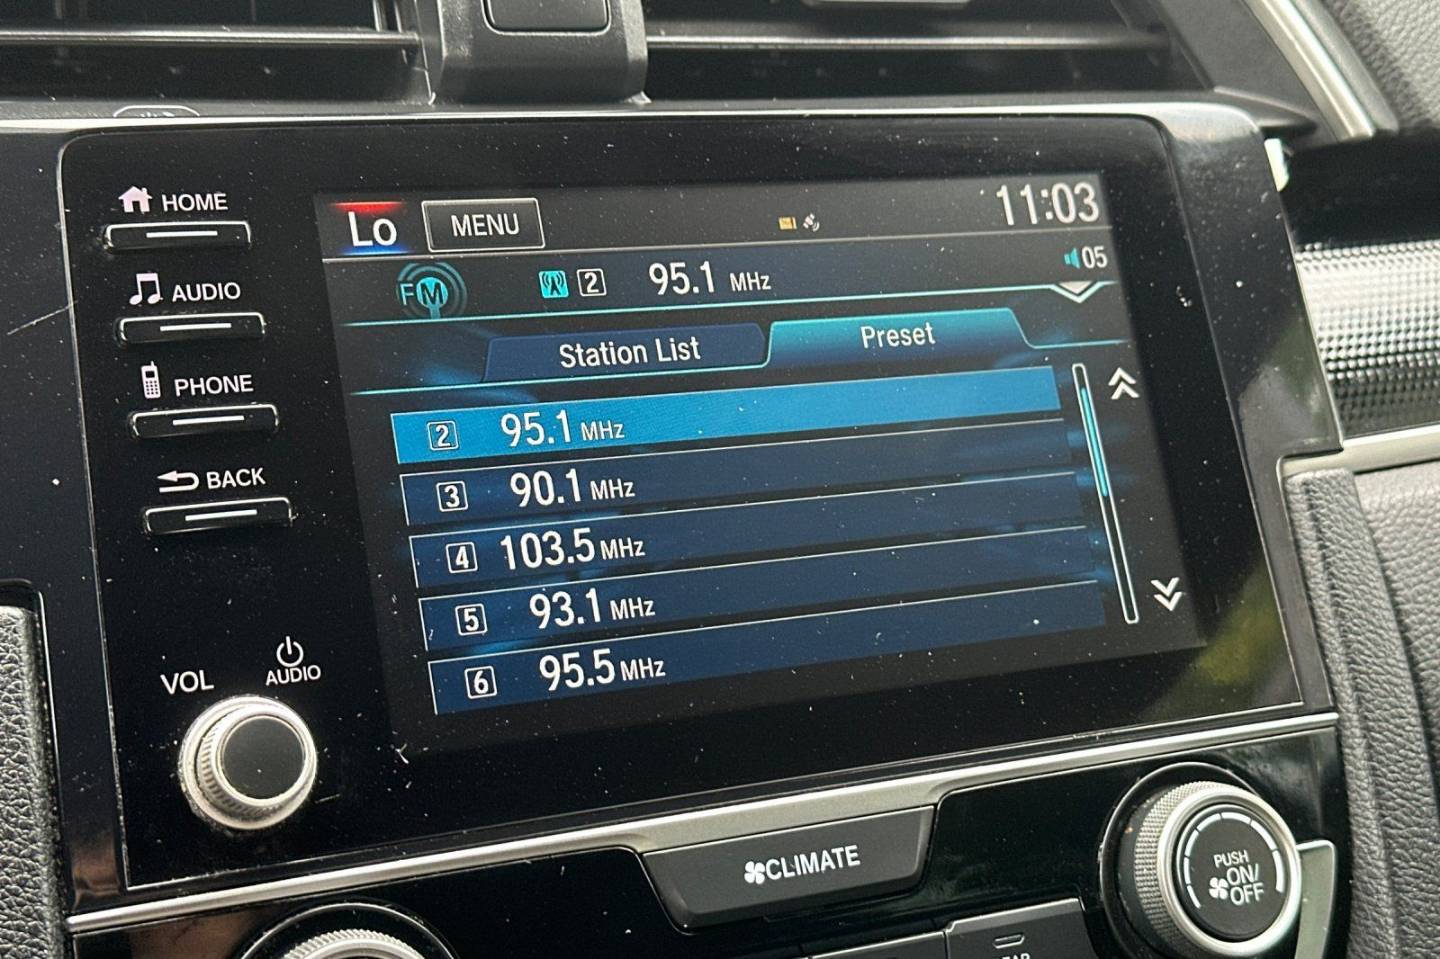 HOME
AUDIO
PHONE
BACK
VOL
AUDIO
Lo MENU 11:03
FM 2 95.1 MHz 05
Station List Preset
2 95.1 MHz
3 90.1 MHz
4 103.5 MHz
5 93.1 MHz
6 95.5 MHz
CLIMATE
PUSH
ON/
OFF